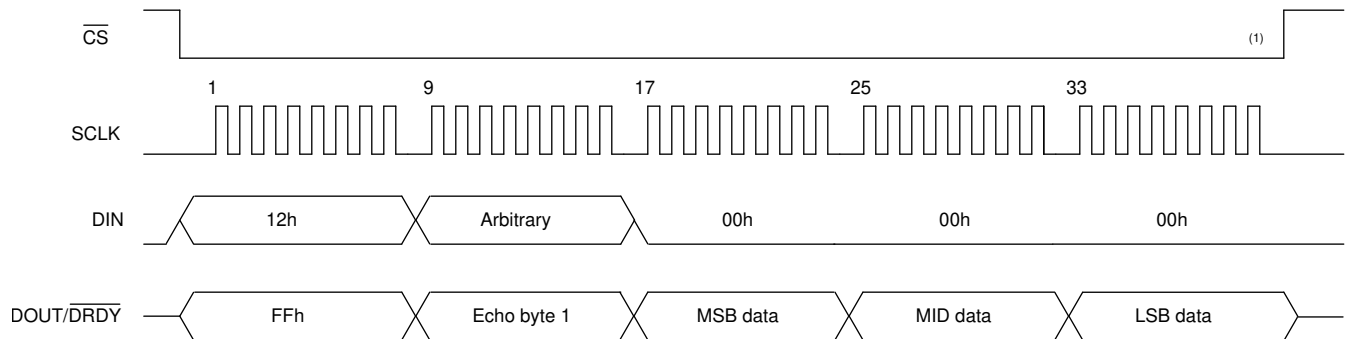 CS
(1)
1 9 17 25 33
SCLK
DIN 12h Arbitrary 00h 00h 00h
DOUT/DRDY FFh Echo byte 1 MSB data MID data LSB data